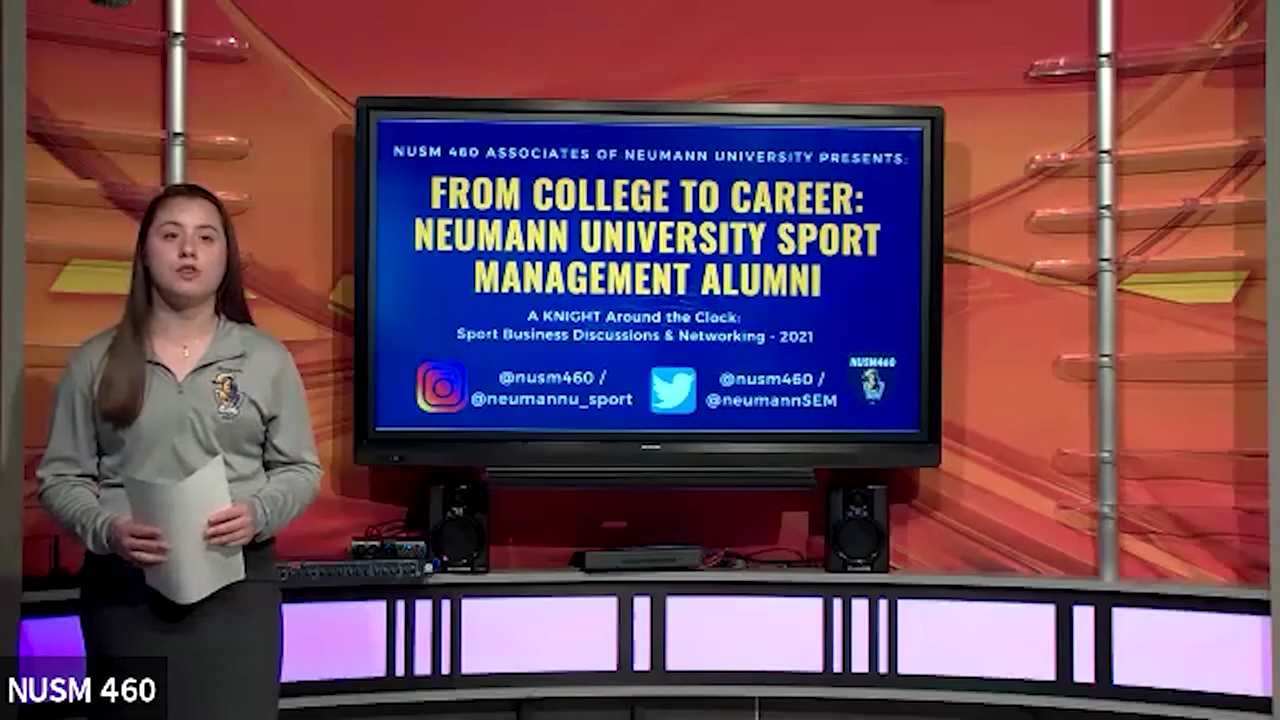 NUSM 460 ASSOCIATES OF NEUMANN UNIVERSITY PRESENTS:
FROM COLLEGE TO CAREER:
NEUMANN UNIVERSITY SPORT
MANAGEMENT ALUMNI
A KNIGHT Around the Clock:
Sport Business Discussions & Networking - 2021
@nusm460 /
@neumannu_sport
@nusm460 /
@neumannSEM
NUSM460
NUSM 460